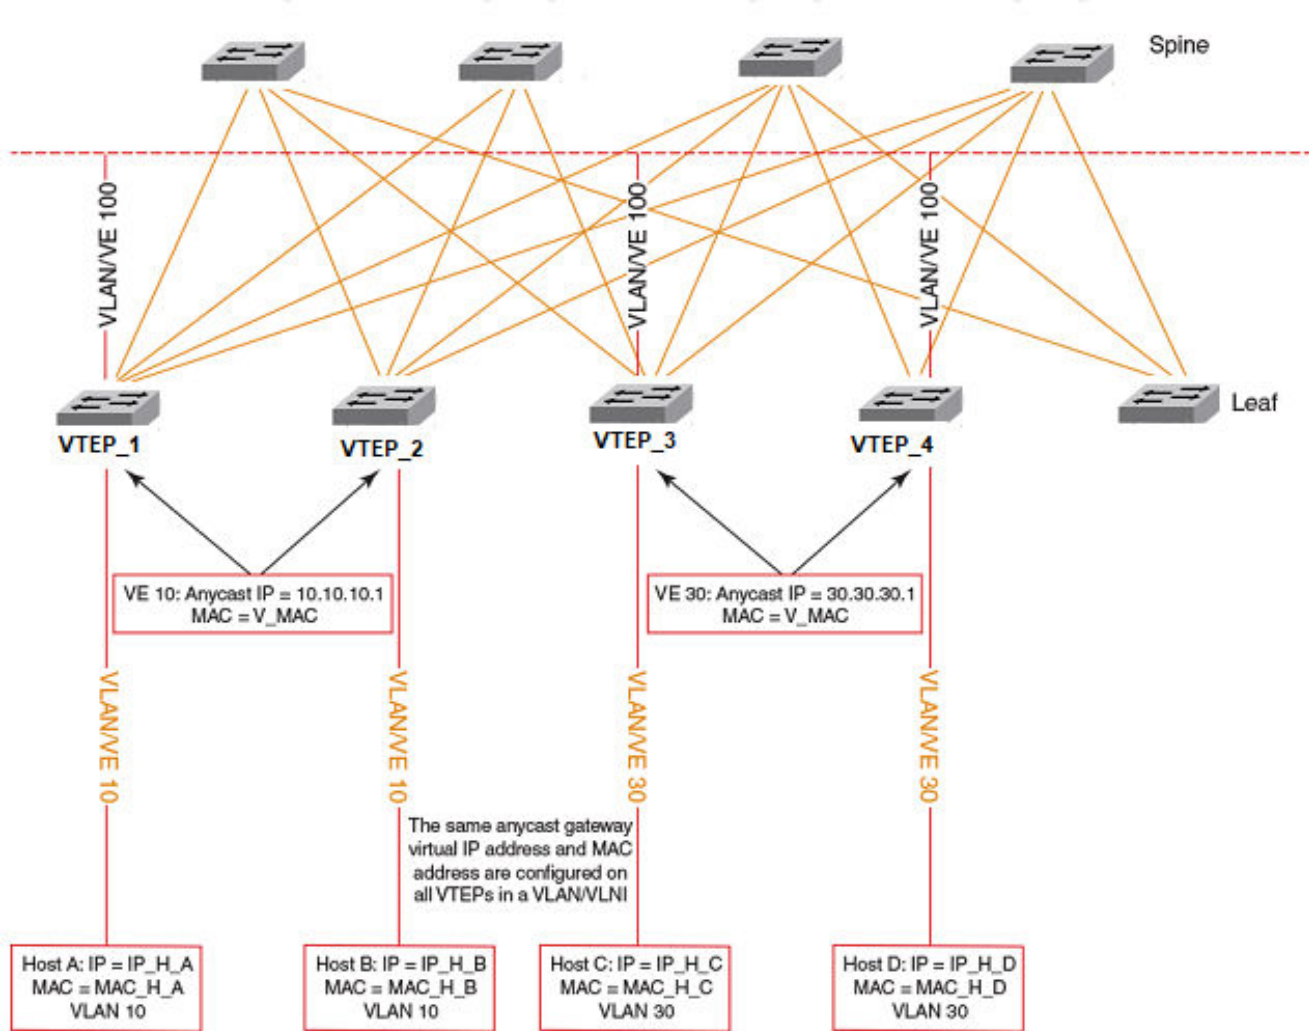 Spine
VLAN/VE 100
VLAN/VE 100
VLAN/VE 100
Leaf
VTEP_1
VTEP_2
VTEP_3
VTEP_4
VE 10: Anycast IP = 10.10.10.1
MAC = V_MAC
VE 30: Anycast IP = 30.30.30.1
MAC = V_MAC
VLAN/VE 10
VLAN/VE 10
VLAN/VE 30
VLAN/VE 30
The same anycast gateway
virtual IP address and MAC
address are configured on
all VTEPs in a VLAN/VLNI
Host A: IP = IP_H_A
MAC = MAC_H_A
VLAN 10
Host B: IP = IP_H_B
MAC = MAC_H_B
VLAN 10
Host C: IP = IP_H_C
MAC = MAC_H_C
VLAN 30
Host D: IP = IP_H_D
MAC = MAC_H_D
VLAN 30